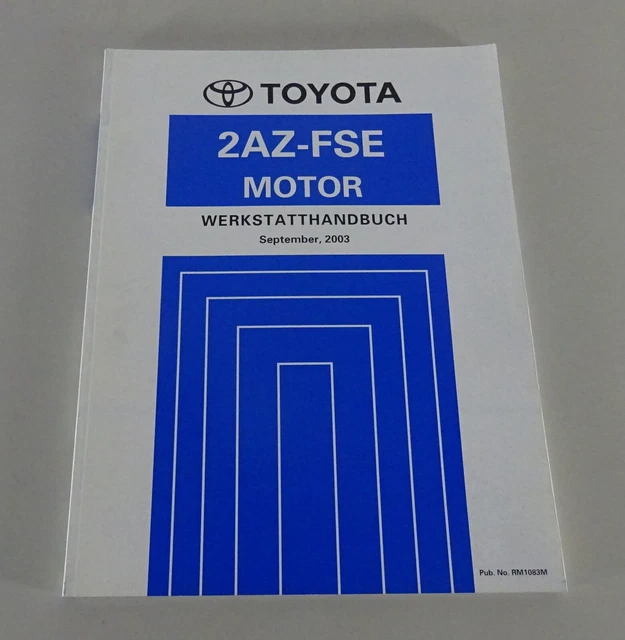 TOYOTA
2AZ-FSE
MOTOR
WERKSTATTHANDBUCH
September, 2003
Pub. No. RM1083M